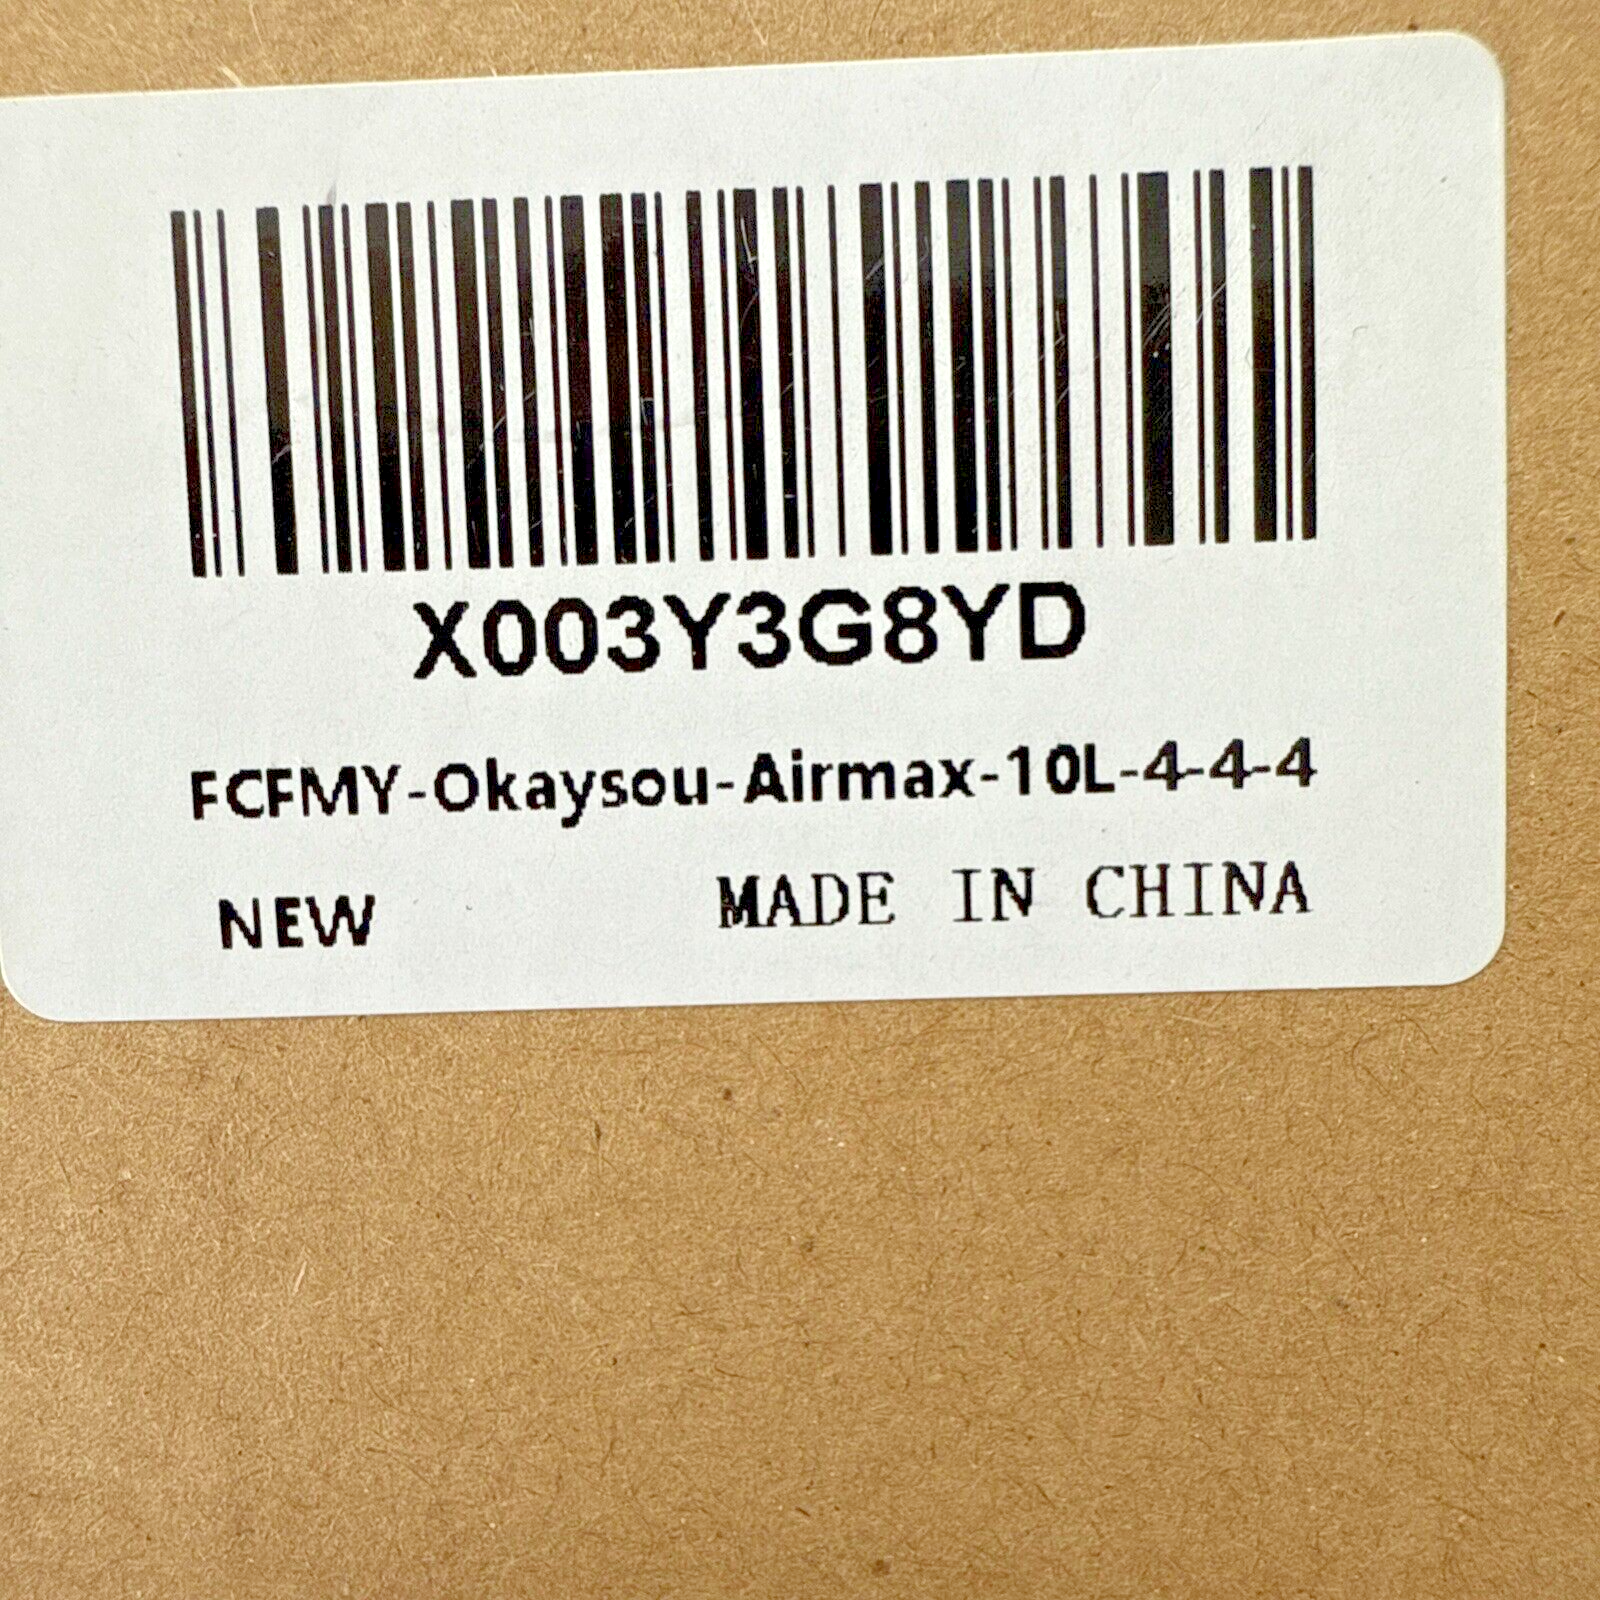 X003Y3G8YD
FCFMY-Okaysou-Airmax-10L-4-4-4
NEW MADE IN CHINA